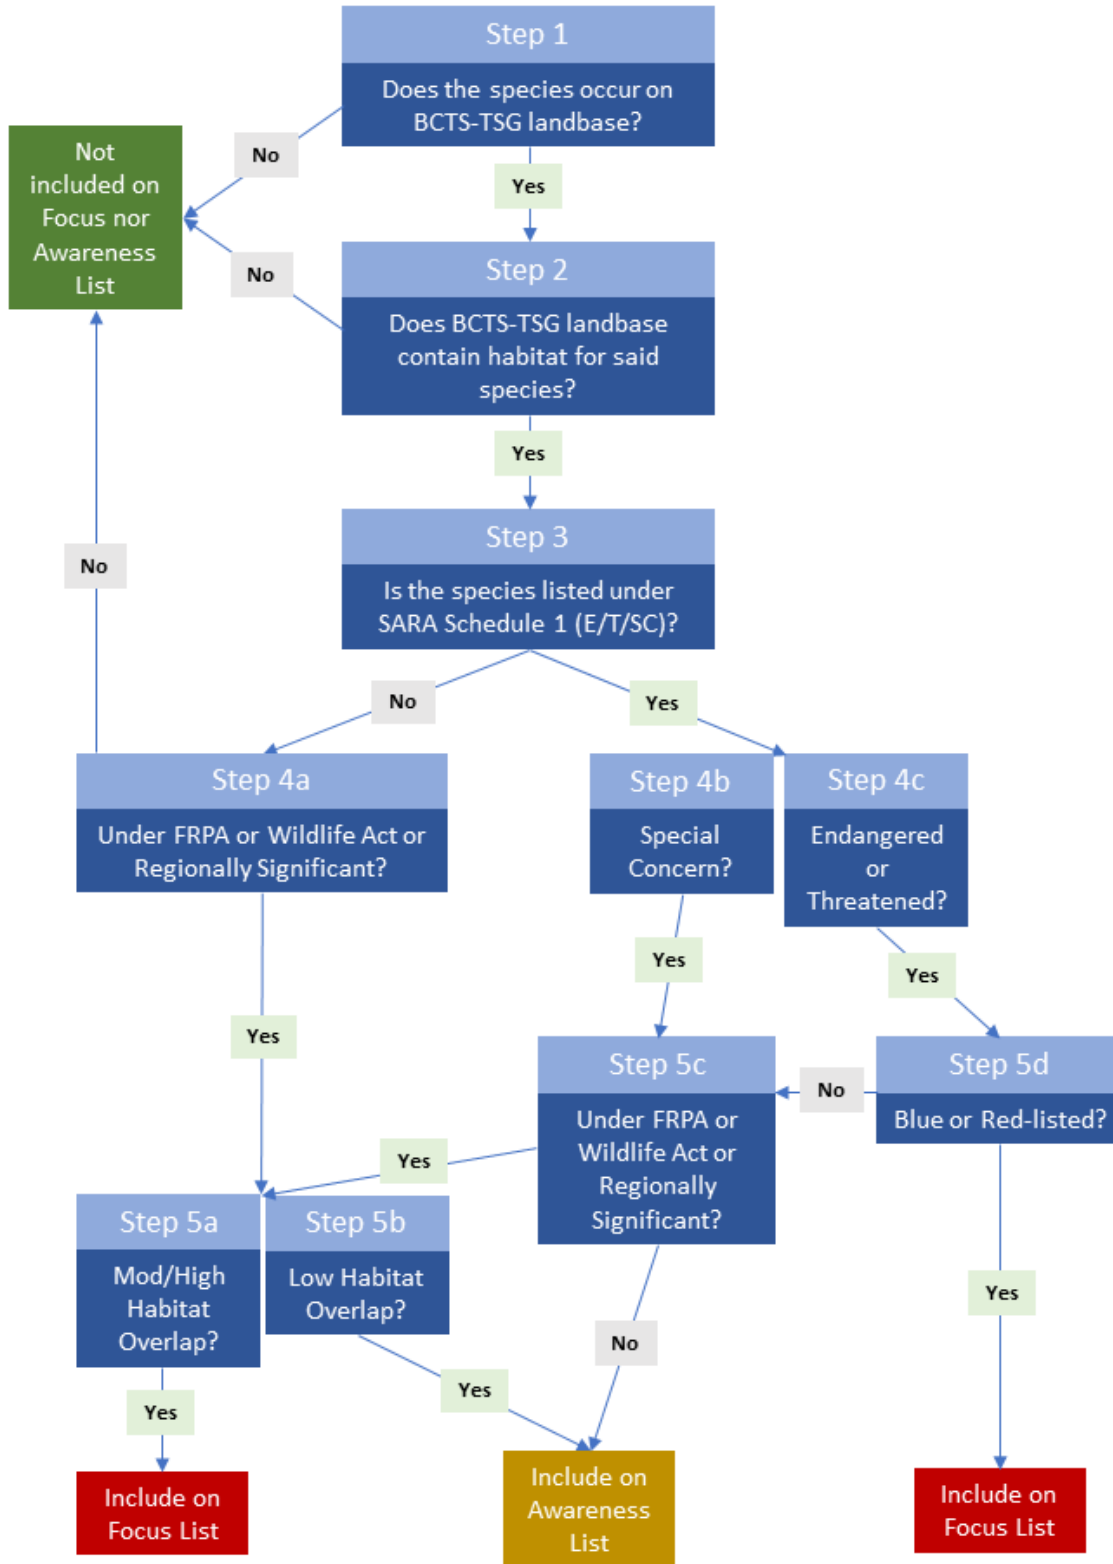 Step 1
Does the species occur on
BCTS-TSG landbase?
Not
included on
Focus nor
Awareness
List
No
Yes
Step 2
No
Does BCTS-TSG landbase
contain habitat for said
species?
Yes
Step 3
No
Is the species listed under
SARA Schedule 1 (E/T/SC)?
No
Yes
Step 4a
Under FRPA or Wildlife Act or
Regionally Significant?
Step 4b
Special
Concern?
Step 4c
Endangered
or
Threatened?
Yes
Yes
Yes
Step 5c
Under FRPA or
Wildlife Act or
Regionally
Significant?
No
Step 5d
Blue or Red-listed?
Yes
Step 5a
Mod/High
Habitat
Overlap?
Step 5b
Low Habitat
Overlap?
Yes
No
Yes
Yes
Include on
Focus List
Include on
Awareness
List
Include on
Focus List